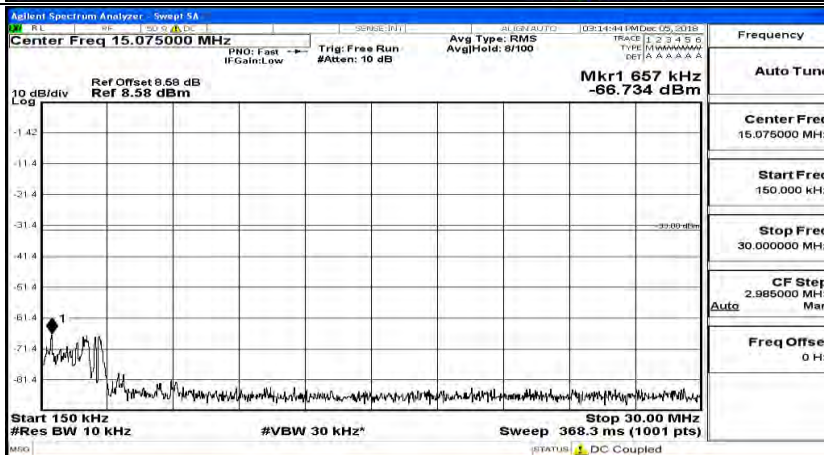 Agilent Spectrum Analyzer - Swept SA
RL RF 50 Ω DC SENSE:INT ALIGN AUTO 03:14:44 PM Dec 05, 2018
Center Freq 15.075000 MHz
PNO: Fast
IFGain:Low
Trig: Free Run
#Atten: 10 dB
Avg Type: RMS
Avg|Hold: 8/100
TRACE 1 2 3 4 5 6
TYPE MWWWWW
DET A A A A A A
Ref Offset 8.58 dB
Ref 8.58 dBm
10 dB/div
Log
Mkr1 657 kHz
-66.734 dBm
-1.42
-11.4
-21.4
-31.4
-33.00 dBm
-41.4
-51.4
-61.4
1
-71.4
-81.4
Start 150 kHz
Stop 30.00 MHz
#Res BW 10 kHz
#VBW 30 kHz*
Sweep 368.3 ms (1001 pts)
MSG
STATUS
DC Coupled
Frequency
Auto Tune
Center Freq
15.075000 MHz
Start Freq
150.000 kHz
Stop Freq
30.000000 MHz
CF Step
2.985000 MHz
Auto Man
Freq Offset
0 Hz